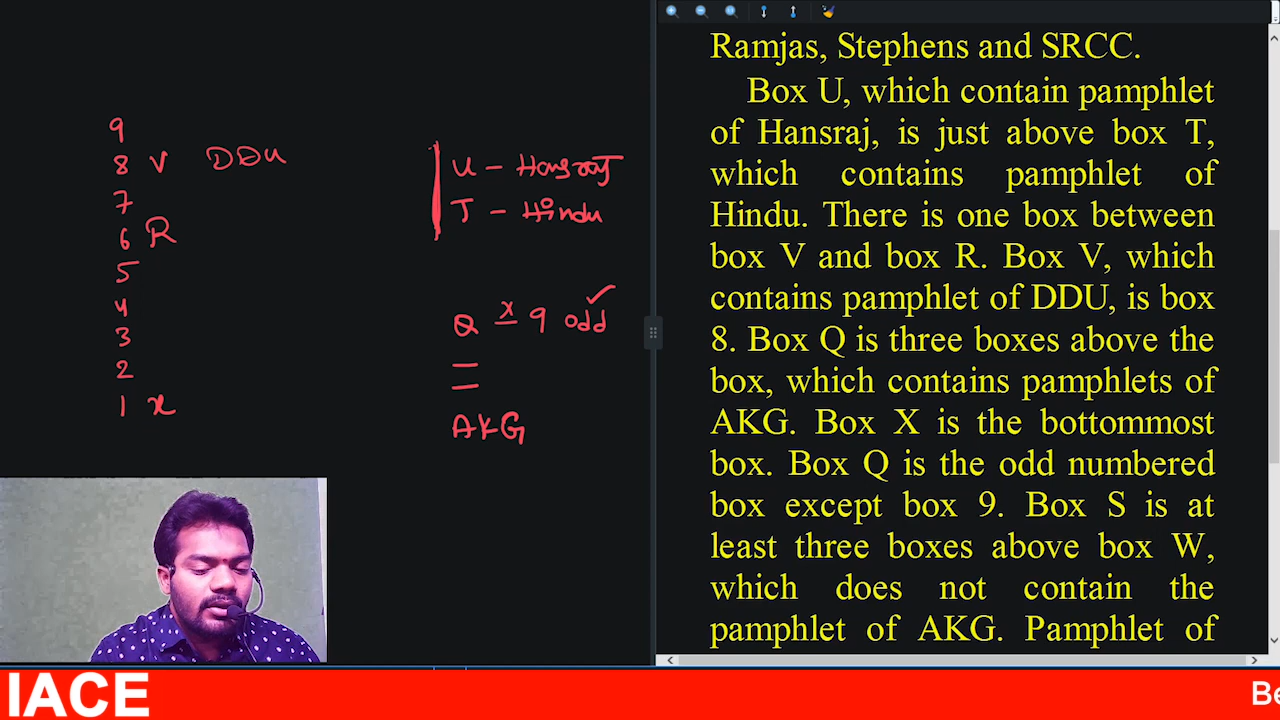 9
8 V DDU
7
6 R
5
4
3
2
1 x
U - Hansraj
T - Hindu
Q x 9 odd ✓
AKG
Ramjas, Stephens and SRCC.
Box U, which contain pamphlet
of Hansraj, is just above box T,
which contains pamphlet of
Hindu. There is one box between
box V and box R. Box V, which
contains pamphlet of DDU, is box
8. Box Q is three boxes above the
box, which contains pamphlets of
AKG. Box X is the bottommost
box. Box Q is the odd numbered
box except box 9. Box S is at
least three boxes above box W,
which does not contain the
pamphlet of AKG. Pamphlet of
IACE
Be